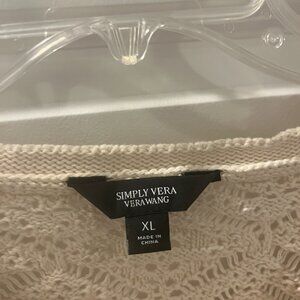 SIMPLY VERA
VERAWANG
XL
MADE IN
CHINA